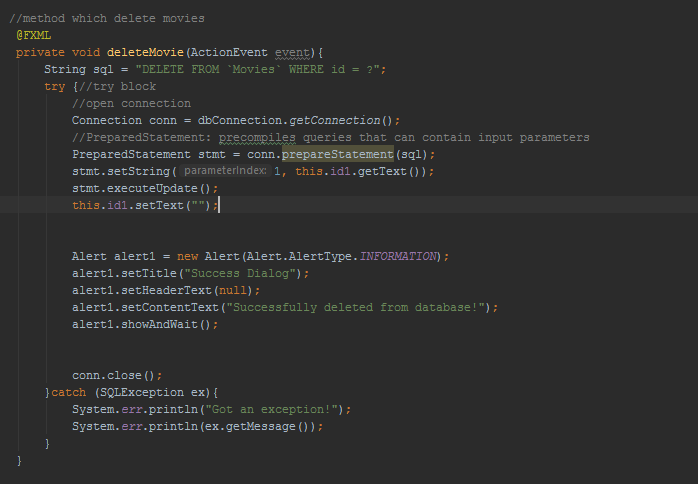 //method which delete movies
@FXML
private void deleteMovie(ActionEvent event){
String sql = "DELETE FROM `Movies` WHERE id = ?";
try {//try block
//open connection
Connection conn = dbConnection.getConnection();
//PreparedStatement: precompiles queries that can contain input parameters
PreparedStatement stmt = conn.prepareStatement(sql);
stmt.setString( parameterIndex: 1, this.id1.getText());
stmt.executeUpdate();
this.id1.setText("");
Alert alert1 = new Alert(Alert.AlertType.INFORMATION);
alert1.setTitle("Success Dialog");
alert1.setHeaderText(null);
alert1.setContentText("Successfully deleted from database!");
alert1.showAndWait();
conn.close();
}catch (SQLException ex){
System.err.println("Got an exception!");
System.err.println(ex.getMessage());
}
}